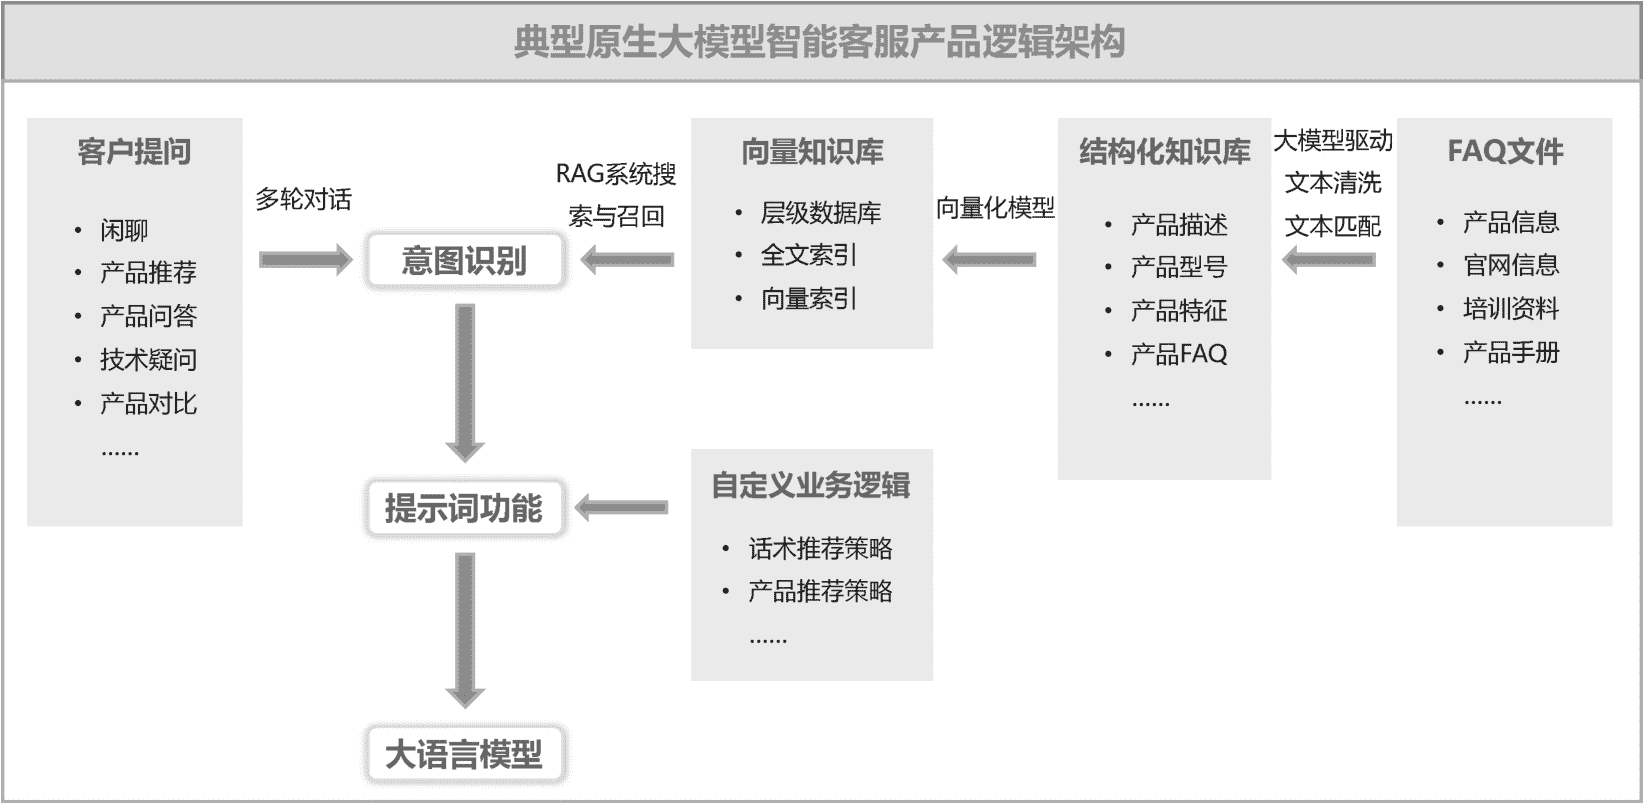 典型原生大模型智能客服产品逻辑架构
客户提问
• 闲聊
• 产品推荐
• 产品问答
• 技术疑问
• 产品对比
......
多轮对话
意图识别
提示词功能
大语言模型
RAG系统搜
索与召回
向量知识库
• 层级数据库
• 全文索引
• 向量索引
自定义业务逻辑
• 话术推荐策略
• 产品推荐策略
......
向量化模型
结构化知识库
• 产品描述
• 产品型号
• 产品特征
• 产品FAQ
......
大模型驱动
文本清洗
文本匹配
FAQ文件
• 产品信息
• 官网信息
• 培训资料
• 产品手册
......